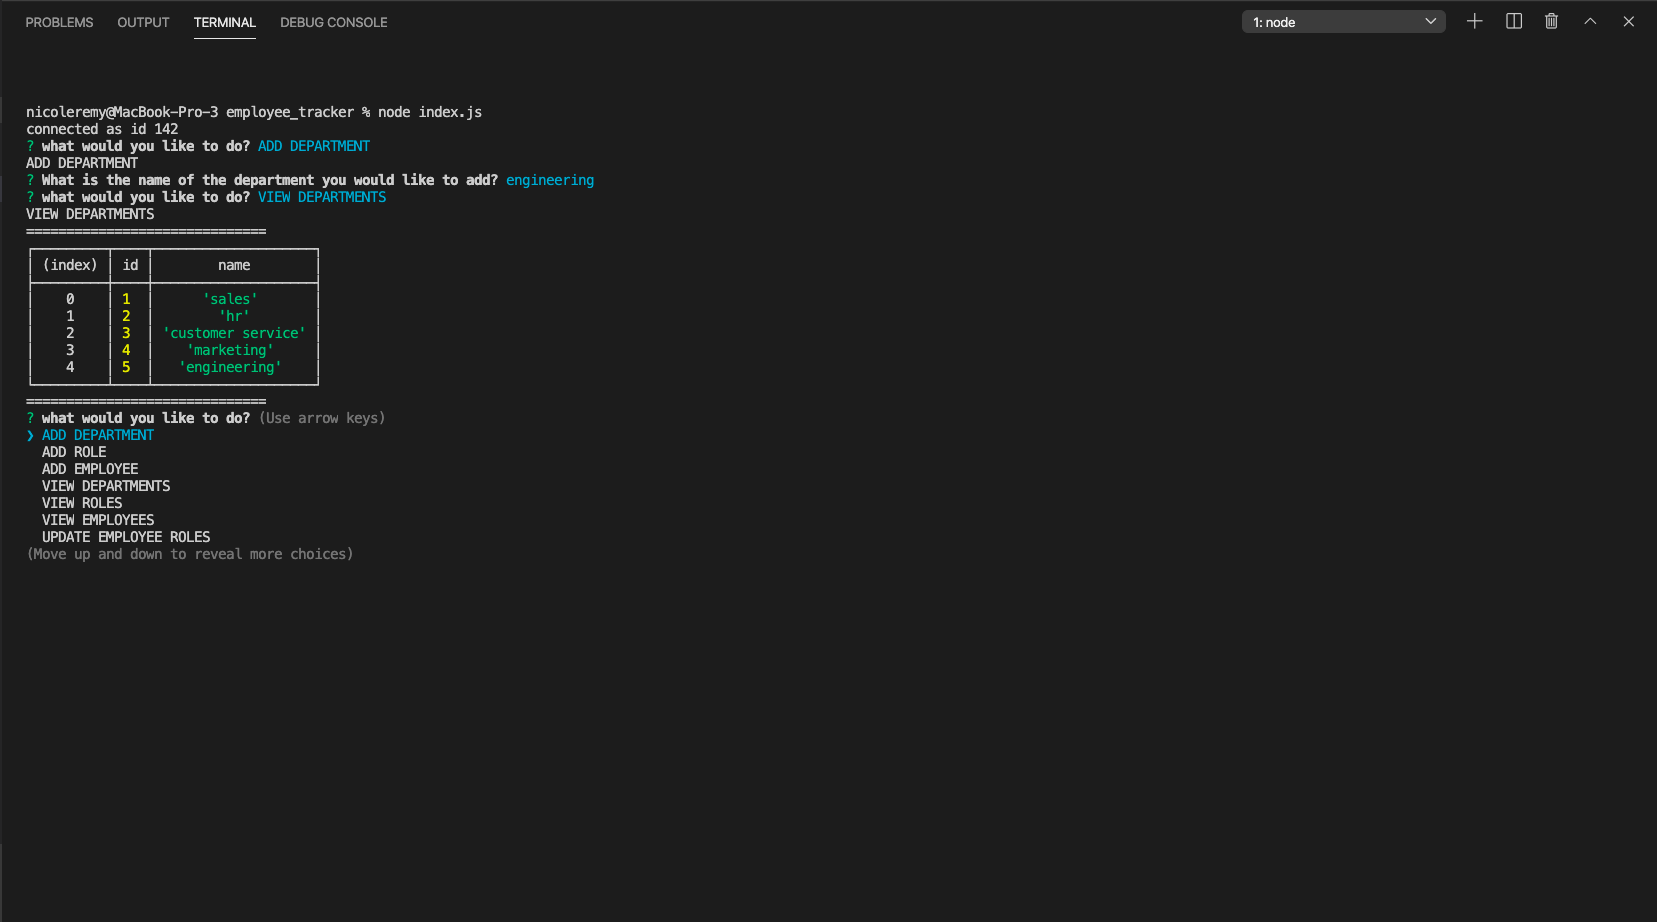 PROBLEMS OUTPUT TERMINAL DEBUG CONSOLE 1: node
nicoleremy@MacBook-Pro-3 employee_tracker % node index.js
connected as id 142
? what would you like to do? ADD DEPARTMENT
ADD DEPARTMENT
? What is the name of the department you would like to add? engineering
? what would you like to do? VIEW DEPARTMENTS
VIEW DEPARTMENTS
==============================
(index) id name
0 1 'sales'
1 2 'hr'
2 3 'customer service'
3 4 'marketing'
4 5 'engineering'
==============================
? what would you like to do? (Use arrow keys)
❯ ADD DEPARTMENT
ADD ROLE
ADD EMPLOYEE
VIEW DEPARTMENTS
VIEW ROLES
VIEW EMPLOYEES
UPDATE EMPLOYEE ROLES
(Move up and down to reveal more choices)